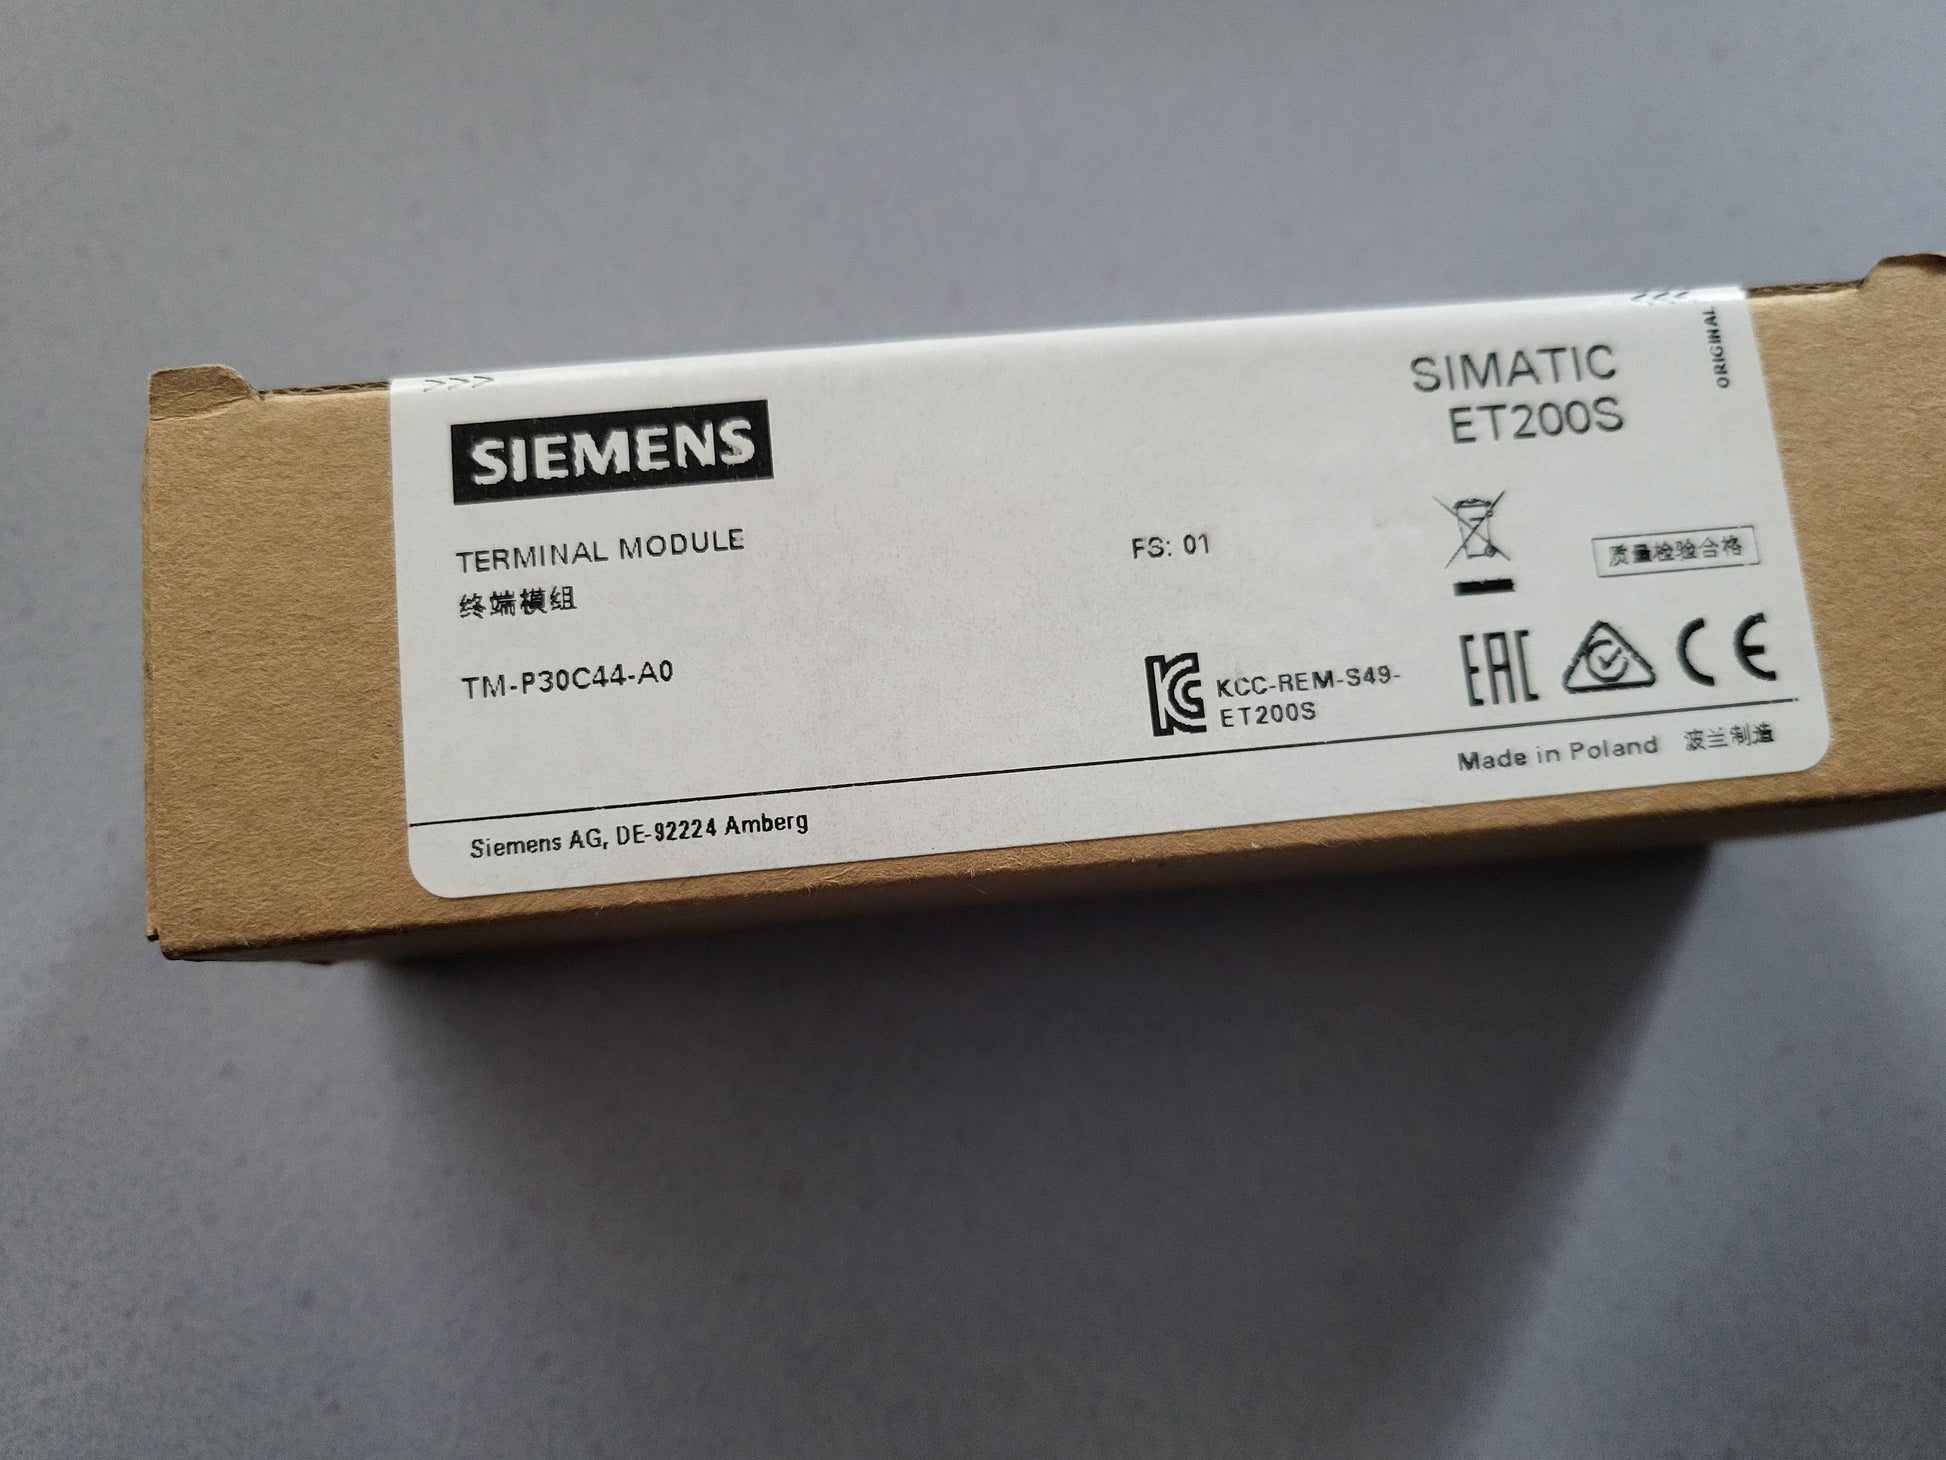 SIEMENS
SIMATIC
ET200S
ORIGINAL
TERMINAL MODULE
终端模组
FS: 01
质量检验合格
TM-P30C44-A0
KCC-REM-S49-
ET200S
EAC
CE
Made in Poland 波兰制造
Siemens AG, DE-92224 Amberg